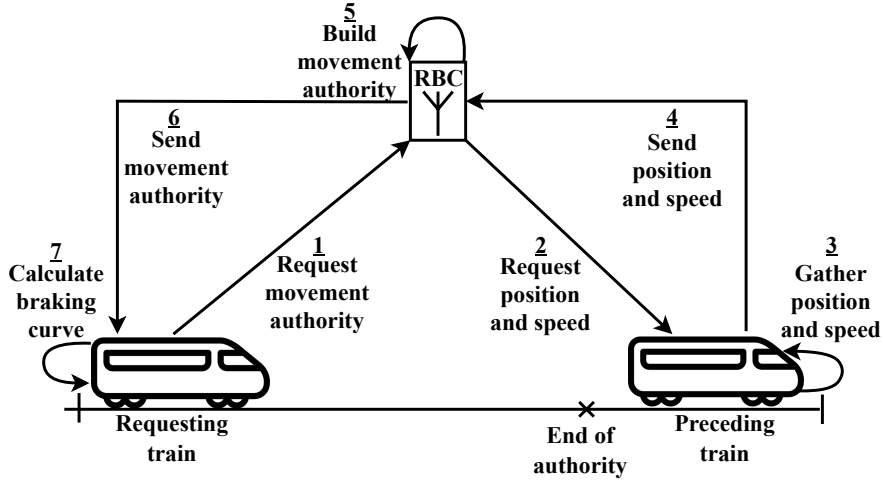 5
Build
movement
authority
RBC
6
Send
movement
authority
4
Send
position
and speed
7
Calculate
braking
curve
1
Request
movement
authority
2
Request
position
and speed
3
Gather
position
and speed
Requesting
train
End of
authority
Preceding
train